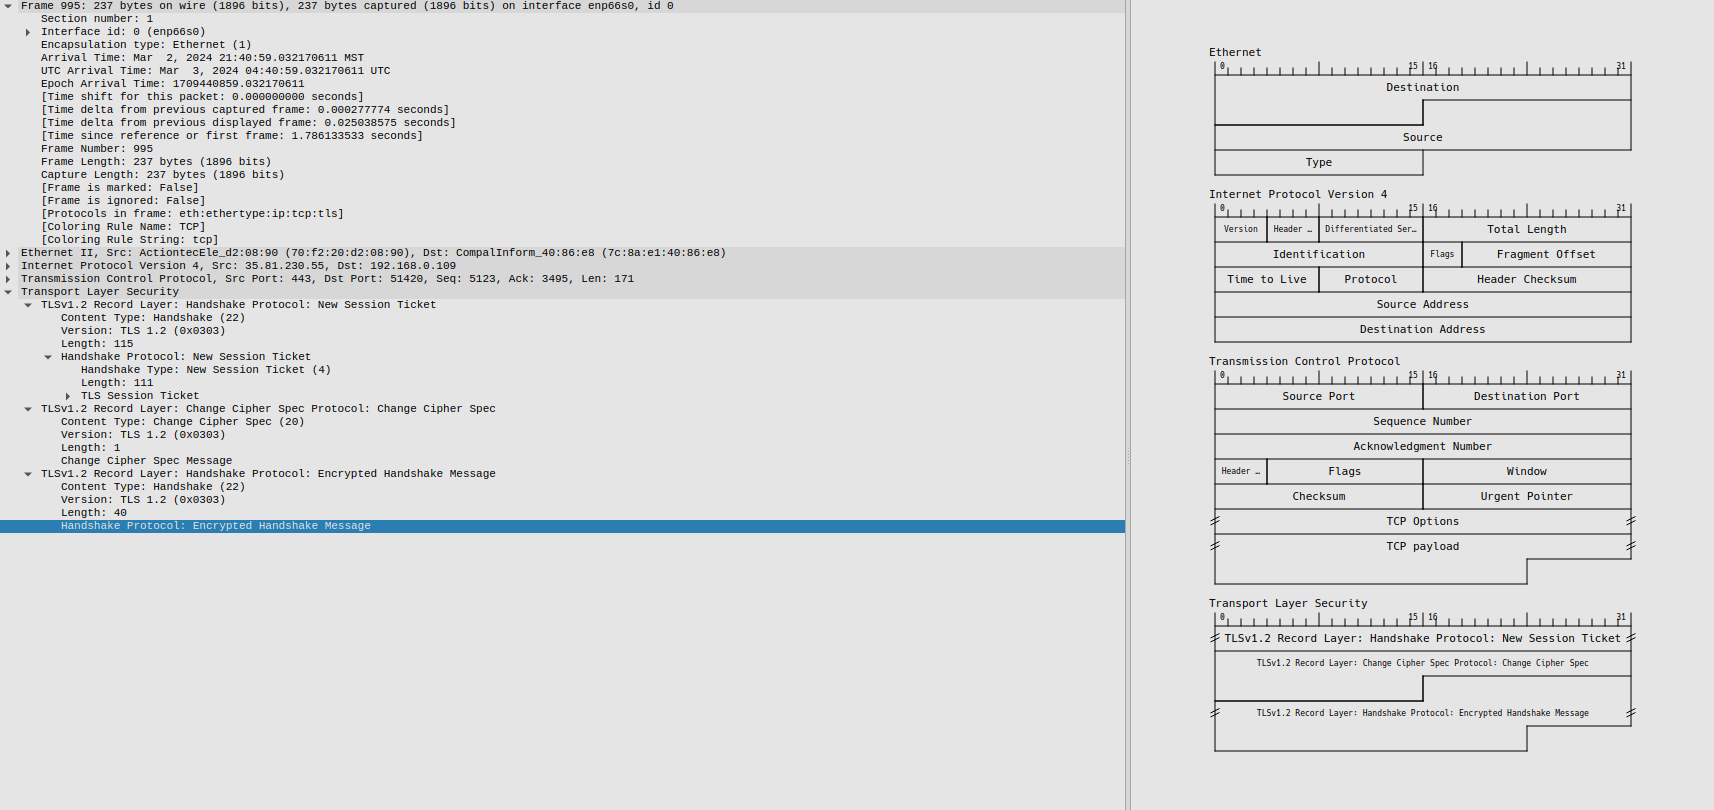 Frame 995: 237 bytes on wire (1896 bits), 237 bytes captured (1896 bits) on interface enp66s0, id 0
Section number: 1
Interface id: 0 (enp66s0)
Encapsulation type: Ethernet (1)
Arrival Time: Mar  2, 2024 21:40:59.032170611 MST
UTC Arrival Time: Mar  3, 2024 04:40:59.032170611 UTC
Epoch Arrival Time: 1709440859.032170611
[Time shift for this packet: 0.000000000 seconds]
[Time delta from previous captured frame: 0.000277774 seconds]
[Time delta from previous displayed frame: 0.025038575 seconds]
[Time since reference or first frame: 1.786133533 seconds]
Frame Number: 995
Frame Length: 237 bytes (1896 bits)
Capture Length: 237 bytes (1896 bits)
[Frame is marked: False]
[Frame is ignored: False]
[Protocols in frame: eth:ethertype:ip:tcp:tls]
[Coloring Rule Name: TCP]
[Coloring Rule String: tcp]
Ethernet II, Src: ActiontecEle_d2:08:90 (70:f2:20:d2:08:90), Dst: CompalInform_40:86:e8 (7c:8a:e1:40:86:e8)
Internet Protocol Version 4, Src: 35.81.230.55, Dst: 192.168.0.109
Transmission Control Protocol, Src Port: 443, Dst Port: 51420, Seq: 5123, Ack: 3495, Len: 171
Transport Layer Security
TLSv1.2 Record Layer: Handshake Protocol: New Session Ticket
Content Type: Handshake (22)
Version: TLS 1.2 (0x0303)
Length: 115
Handshake Protocol: New Session Ticket
Handshake Type: New Session Ticket (4)
Length: 111
TLS Session Ticket
TLSv1.2 Record Layer: Change Cipher Spec Protocol: Change Cipher Spec
Content Type: Change Cipher Spec (20)
Version: TLS 1.2 (0x0303)
Length: 1
Change Cipher Spec Message
TLSv1.2 Record Layer: Handshake Protocol: Encrypted Handshake Message
Content Type: Handshake (22)
Version: TLS 1.2 (0x0303)
Length: 40
Handshake Protocol: Encrypted Handshake Message
Ethernet
0 15 16 31
Destination
Source
Type
Internet Protocol Version 4
0 15 16 31
Version Header … Differentiated Ser… Total Length
Identification Flags Fragment Offset
Time to Live Protocol Header Checksum
Source Address
Destination Address
Transmission Control Protocol
0 15 16 31
Source Port Destination Port
Sequence Number
Acknowledgment Number
Header … Flags Window
Checksum Urgent Pointer
TCP Options
TCP payload
Transport Layer Security
0 15 16 31
TLSv1.2 Record Layer: Handshake Protocol: New Session Ticket
TLSv1.2 Record Layer: Change Cipher Spec Protocol: Change Cipher Spec
TLSv1.2 Record Layer: Handshake Protocol: Encrypted Handshake Message